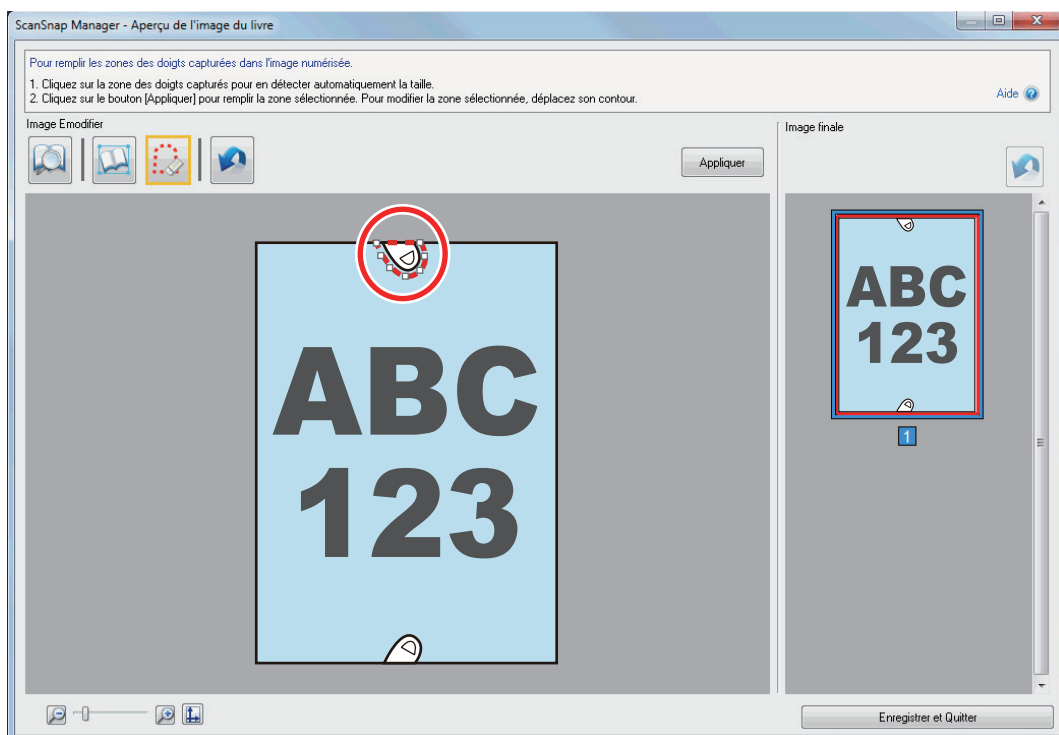 ScanSnap Manager - Aperçu de l'image du livre
Pour remplir les zones des doigts capturées dans l'image numérisée.
1. Cliquez sur la zone des doigts capturés pour en détecter automatiquement la taille.
2. Cliquez sur le bouton [Appliquer] pour remplir la zone sélectionnée. Pour modifier la zone sélectionnée, déplacez son contour.
Aide
Image Emodifier
Image finale
Appliquer
ABC
123
ABC
123
1
Enregistrer et Quitter